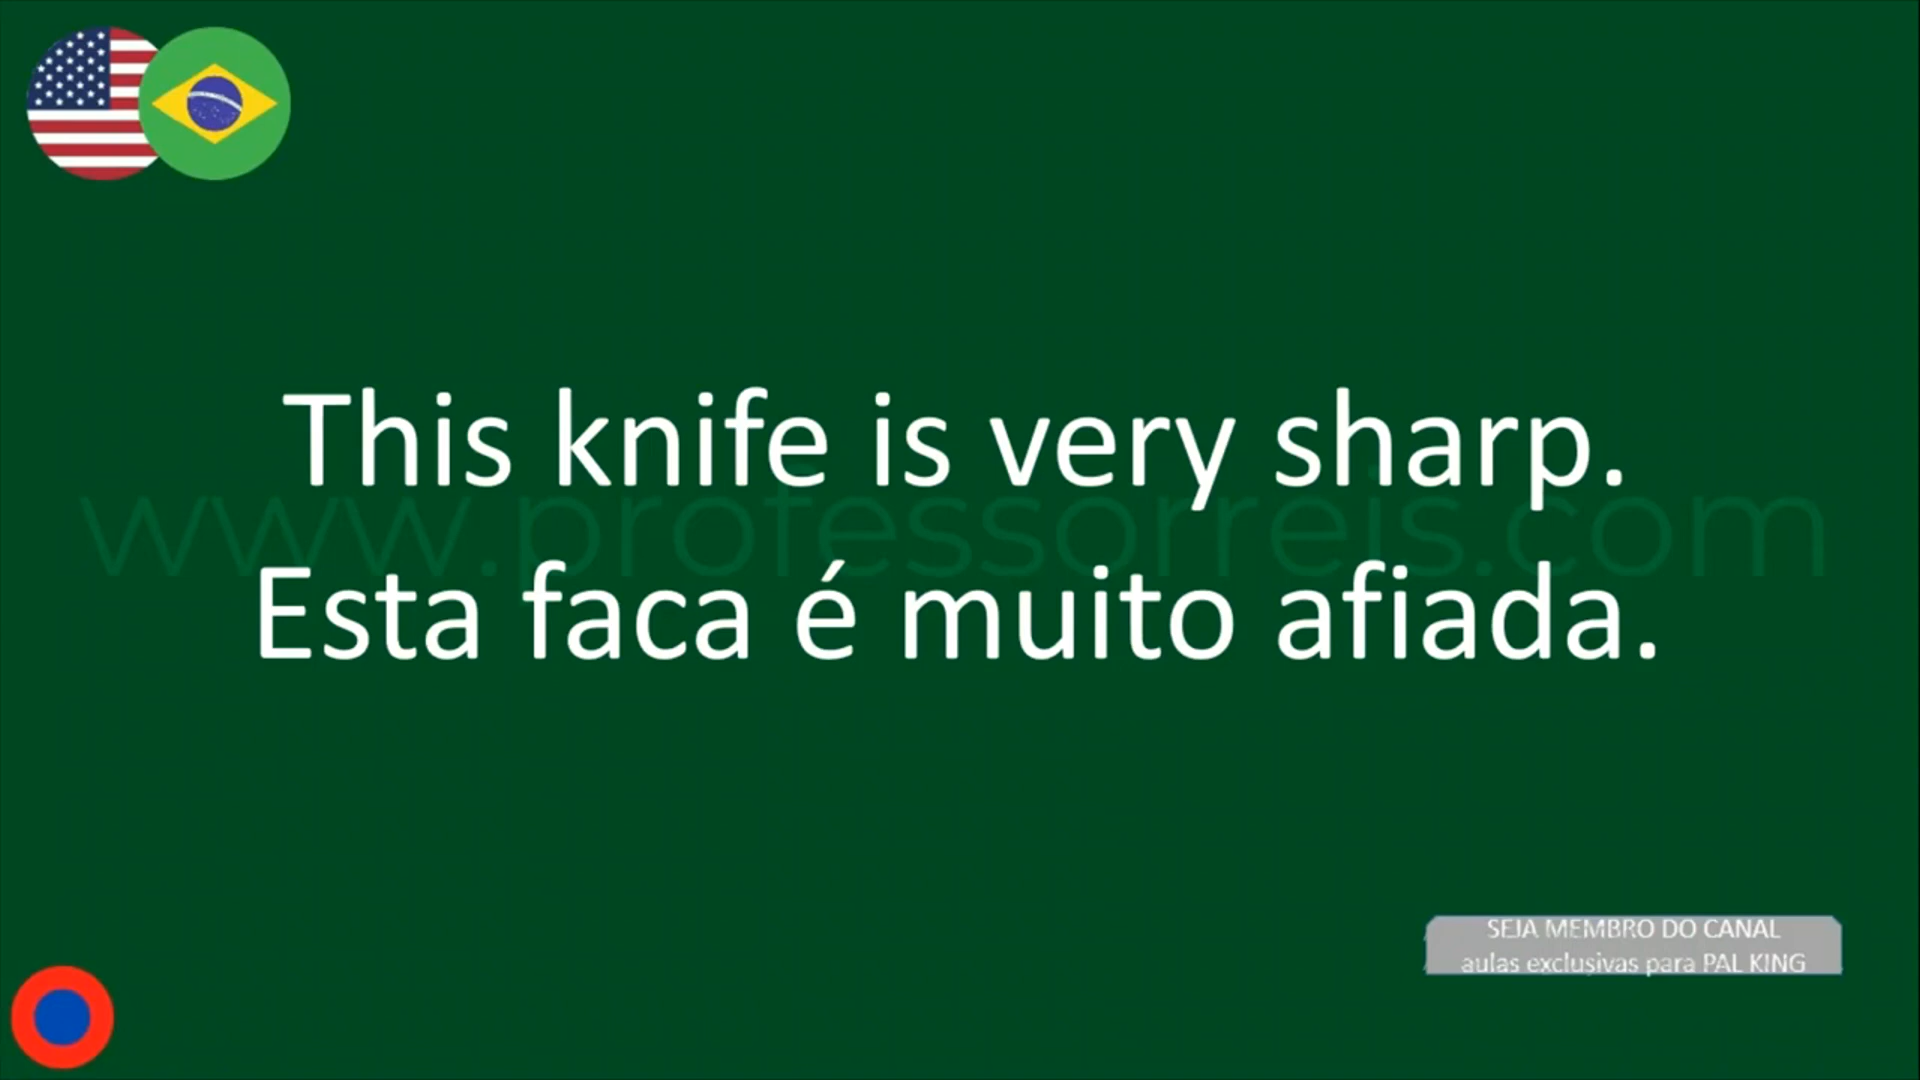 This knife is very sharp.
www.professorreis.com
Esta faca é muito afiada.
SEJA MEMBRO DO CANAL
aulas exclusivas para PAL KING